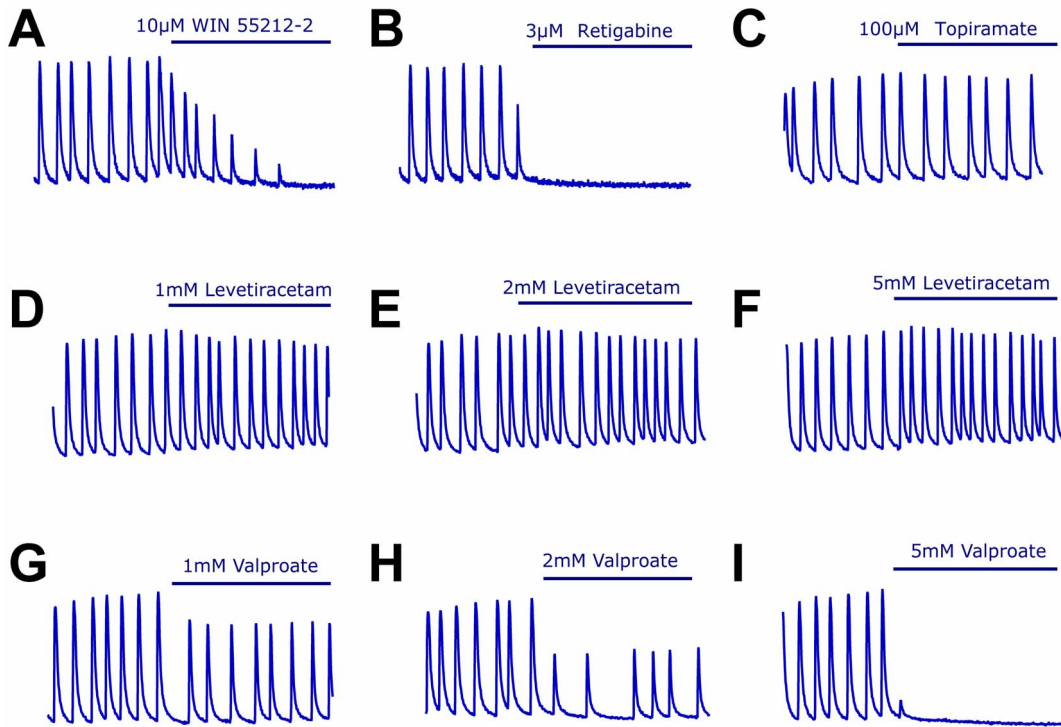 A
10µM WIN 55212-2
B
3µM Retigabine
C
100µM Topiramate
D
1mM Levetiracetam
E
2mM Levetiracetam
F
5mM Levetiracetam
G
1mM Valproate
H
2mM Valproate
I
5mM Valproate